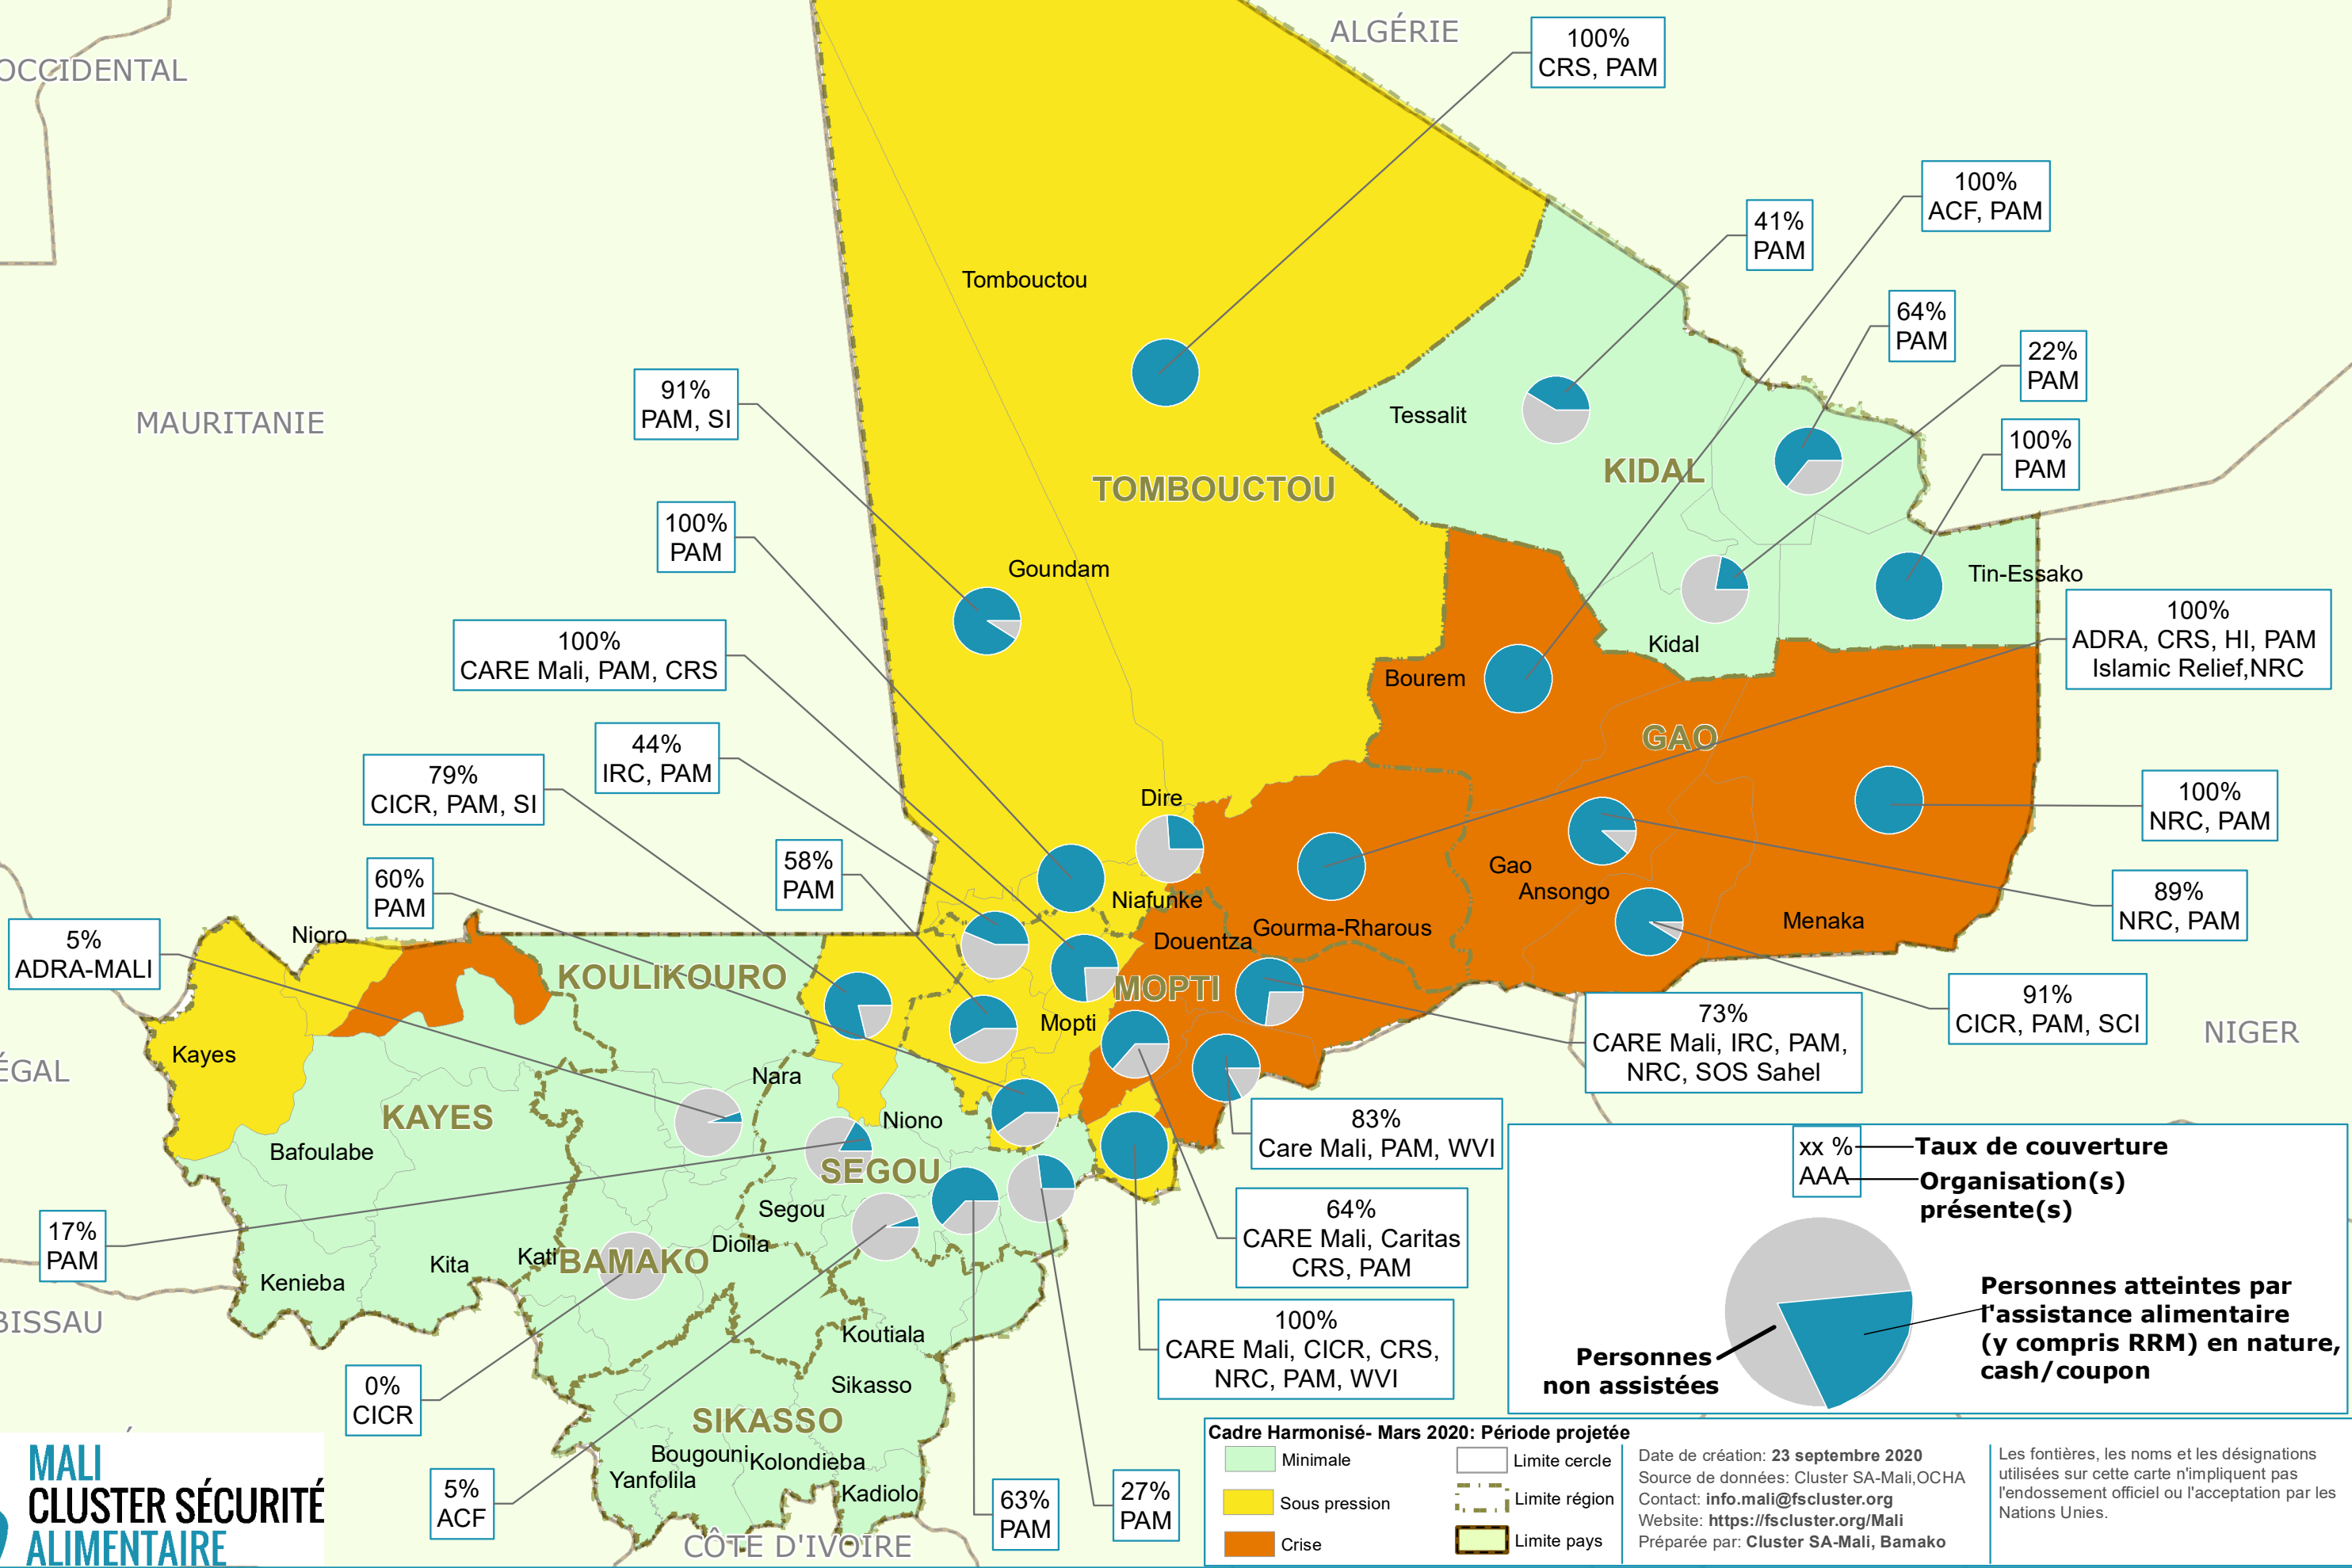 ALGÉRIE
OCCIDENTAL
MAURITANIE
NIGER
ÉGAL
BISSAU
CÔTE D'IVOIRE
100%
CRS, PAM
100%
ACF, PAM
41%
PAM
64%
PAM
22%
PAM
100%
PAM
100%
ADRA, CRS, HI, PAM
Islamic Relief,NRC
100%
NRC, PAM
89%
NRC, PAM
91%
CICR, PAM, SCI
73%
CARE Mali, IRC, PAM,
NRC, SOS Sahel
83%
Care Mali, PAM, WVI
64%
CARE Mali, Caritas
CRS, PAM
100%
CARE Mali, CICR, CRS,
NRC, PAM, WVI
27%
PAM
63%
PAM
5%
ACF
0%
CICR
17%
PAM
5%
ADRA-MALI
60%
PAM
58%
PAM
79%
CICR, PAM, SI
44%
IRC, PAM
100%
CARE Mali, PAM, CRS
100%
PAM
91%
PAM, SI
Tombouctou
TOMBOUCTOU
Goundam
Tessalit
KIDAL
Tin-Essako
Kidal
Bourem
GAO
Dire
Niafunke
Gao
Ansongo
Menaka
Gourma-Rharous
Douentza
MOPTI
Mopti
Nioro
KOULIKOURO
Kayes
KAYES
Nara
Niono
Bafoulabe
SEGOU
Segou
Dioila
Kenieba
Kita
Kati
BAMAKO
Koutiala
Sikasso
SIKASSO
Bougouni
Kolondieba
Yanfolila
Kadiolo
xx %
AAA
Taux de couverture
Organisation(s)
présente(s)
Personnes atteintes par
l'assistance alimentaire
(y compris RRM) en nature,
cash/coupon
Personnes
non assistées
Cadre Harmonisé- Mars 2020: Période projetée
Minimale
Sous pression
Crise
Limite cercle
Limite région
Limite pays
Date de création: 23 septembre 2020
Source de données: Cluster SA-Mali,OCHA
Contact: info.mali@fscluster.org
Website: https://fscluster.org/Mali
Préparée par: Cluster SA-Mali, Bamako
Les fontières, les noms et les désignations
utilisées sur cette carte n'impliquent pas
l'endossement officiel ou l'acceptation par les
Nations Unies.
MALI
CLUSTER SÉCURITÉ
ALIMENTAIRE